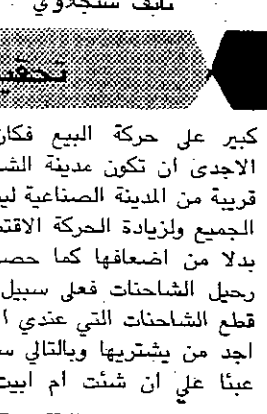 نايف سنجلاوي
تحقيق
كبير على حركة البيع فكان
الاجدى ان تكون مدينة الش
قريبة من المدينة الصناعية لي
الجميع ولزيادة الحركة الاقت
بدلا من اضعافها كما حص
رحيل الشاحنات فعلى سبيل
قطع الشاحنات التي عندي ا
اجد من يشتريها وبالتالي س
عبئا علي ان شئت ام ابيت